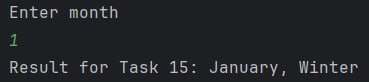 Enter month
1
Result for Task 15: January, Winter